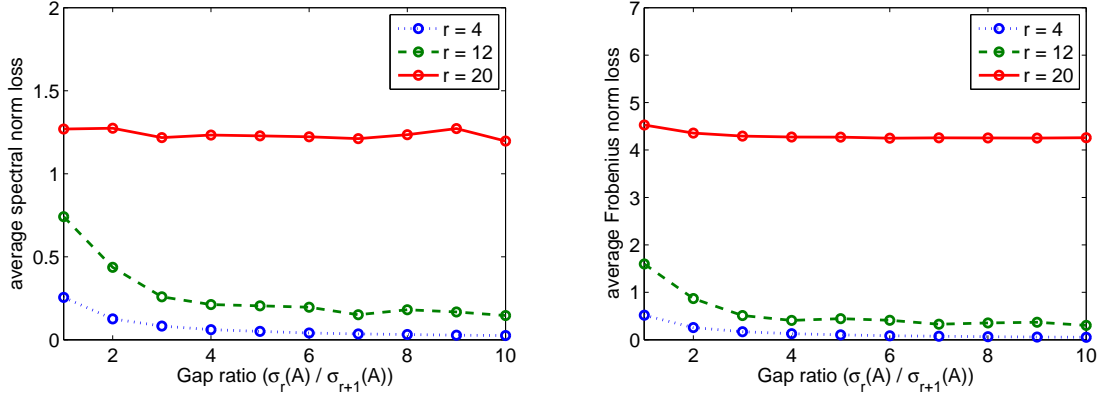 average spectral norm loss
2
1.5
1
0.5
0
2 4 6 8 10
Gap ratio (σr(A) / σr+1(A))
r = 4
r = 12
r = 20
average Frobenius norm loss
7
6
5
4
3
2
1
0
2 4 6 8 10
Gap ratio (σr(A) / σr+1(A))
r = 4
r = 12
r = 20